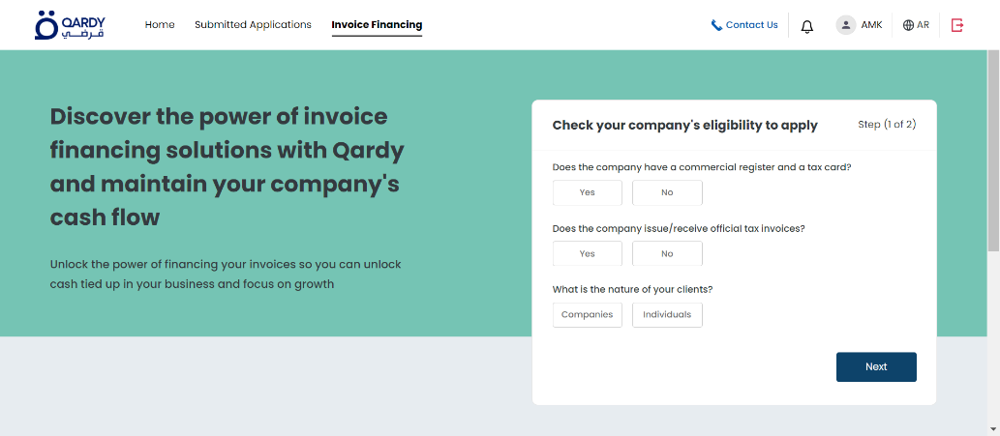 QARDY
قرضي
Home
Submitted Applications
Invoice Financing
Contact Us
AMK
AR
Discover the power of invoice
financing solutions with Qardy
and maintain your company's
cash flow
Unlock the power of financing your invoices so you can unlock
cash tied up in your business and focus on growth
Check your company's eligibility to apply
Step (1 of 2)
Does the company have a commercial register and a tax card?
Yes
No
Does the company issue/receive official tax invoices?
Yes
No
What is the nature of your clients?
Companies
Individuals
Next